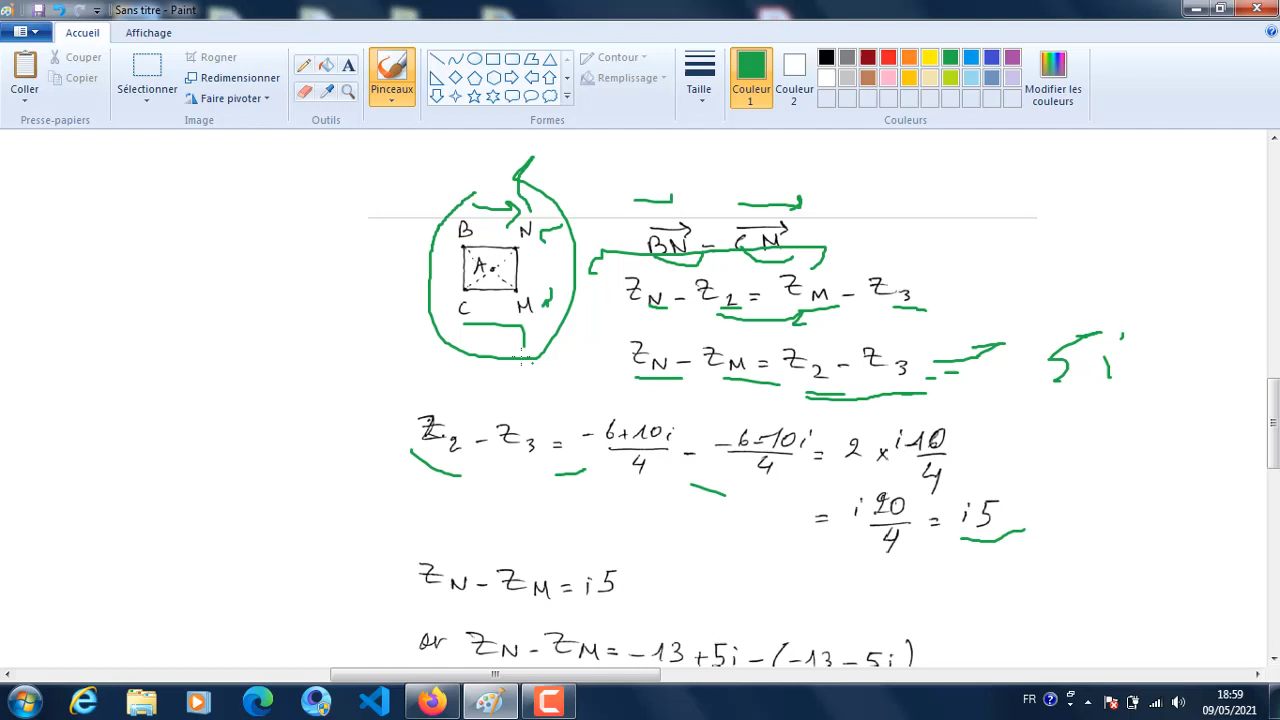 Sans titre - Paint
Accueil Affichage
Coller
Couper
Copier
Presse-papiers
Sélectionner
Rogner
Redimensionner
Faire pivoter
Image
A
Outils
Pinceaux
Contour
Remplissage
Formes
Taille
Couleur 1
Couleur 2
Modifier les couleurs
Couleurs
B N
A
C M
BN - CM
Z_N - Z_2 = Z_M - Z_3
Z_N - Z_M = Z_2 - Z_3 = 5i
Z_2 - Z_3 = (-6+10i)/4 - (-6-10i)/4 = 2 × i 10/4
= i 20/4 = i5
Z_N - Z_M = i5
or Z_N - Z_M = -13 + 5i - (-13 - 5i)
FR 18:59
09/05/2021